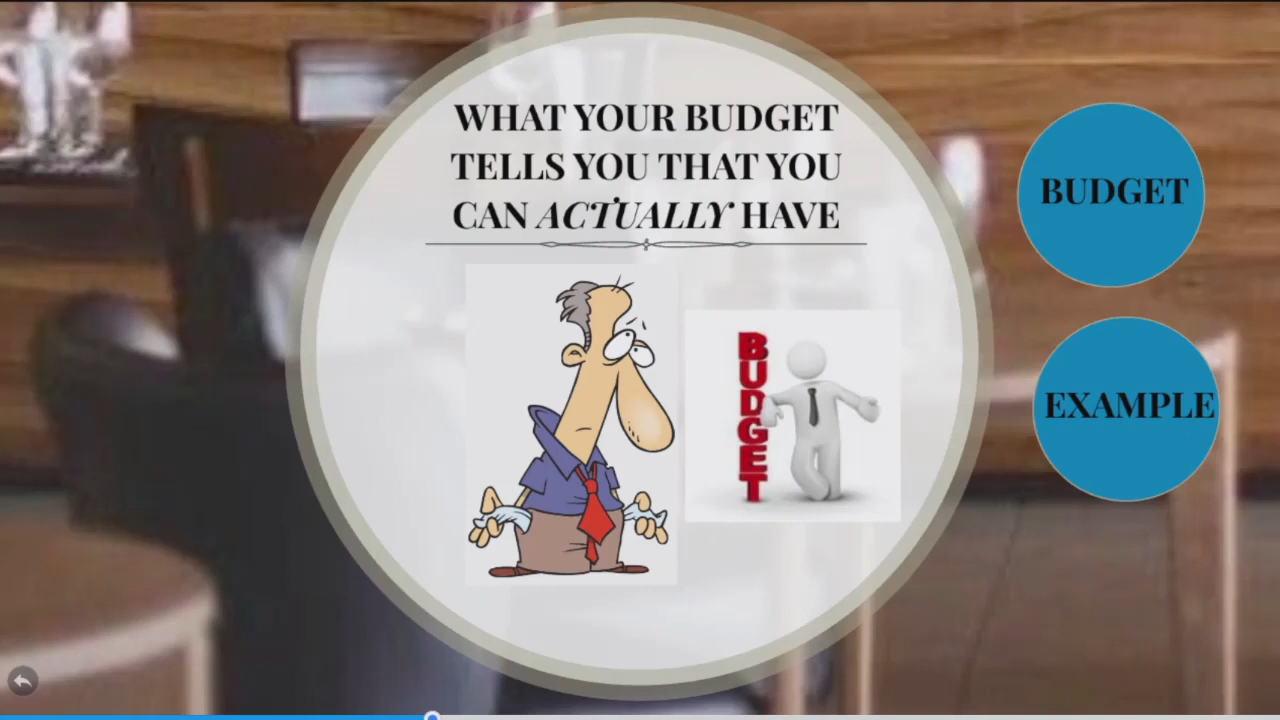 WHAT YOUR BUDGET
TELLS YOU THAT YOU
CAN ACTUALLY HAVE
BUDGET
BUDGET
EXAMPLE